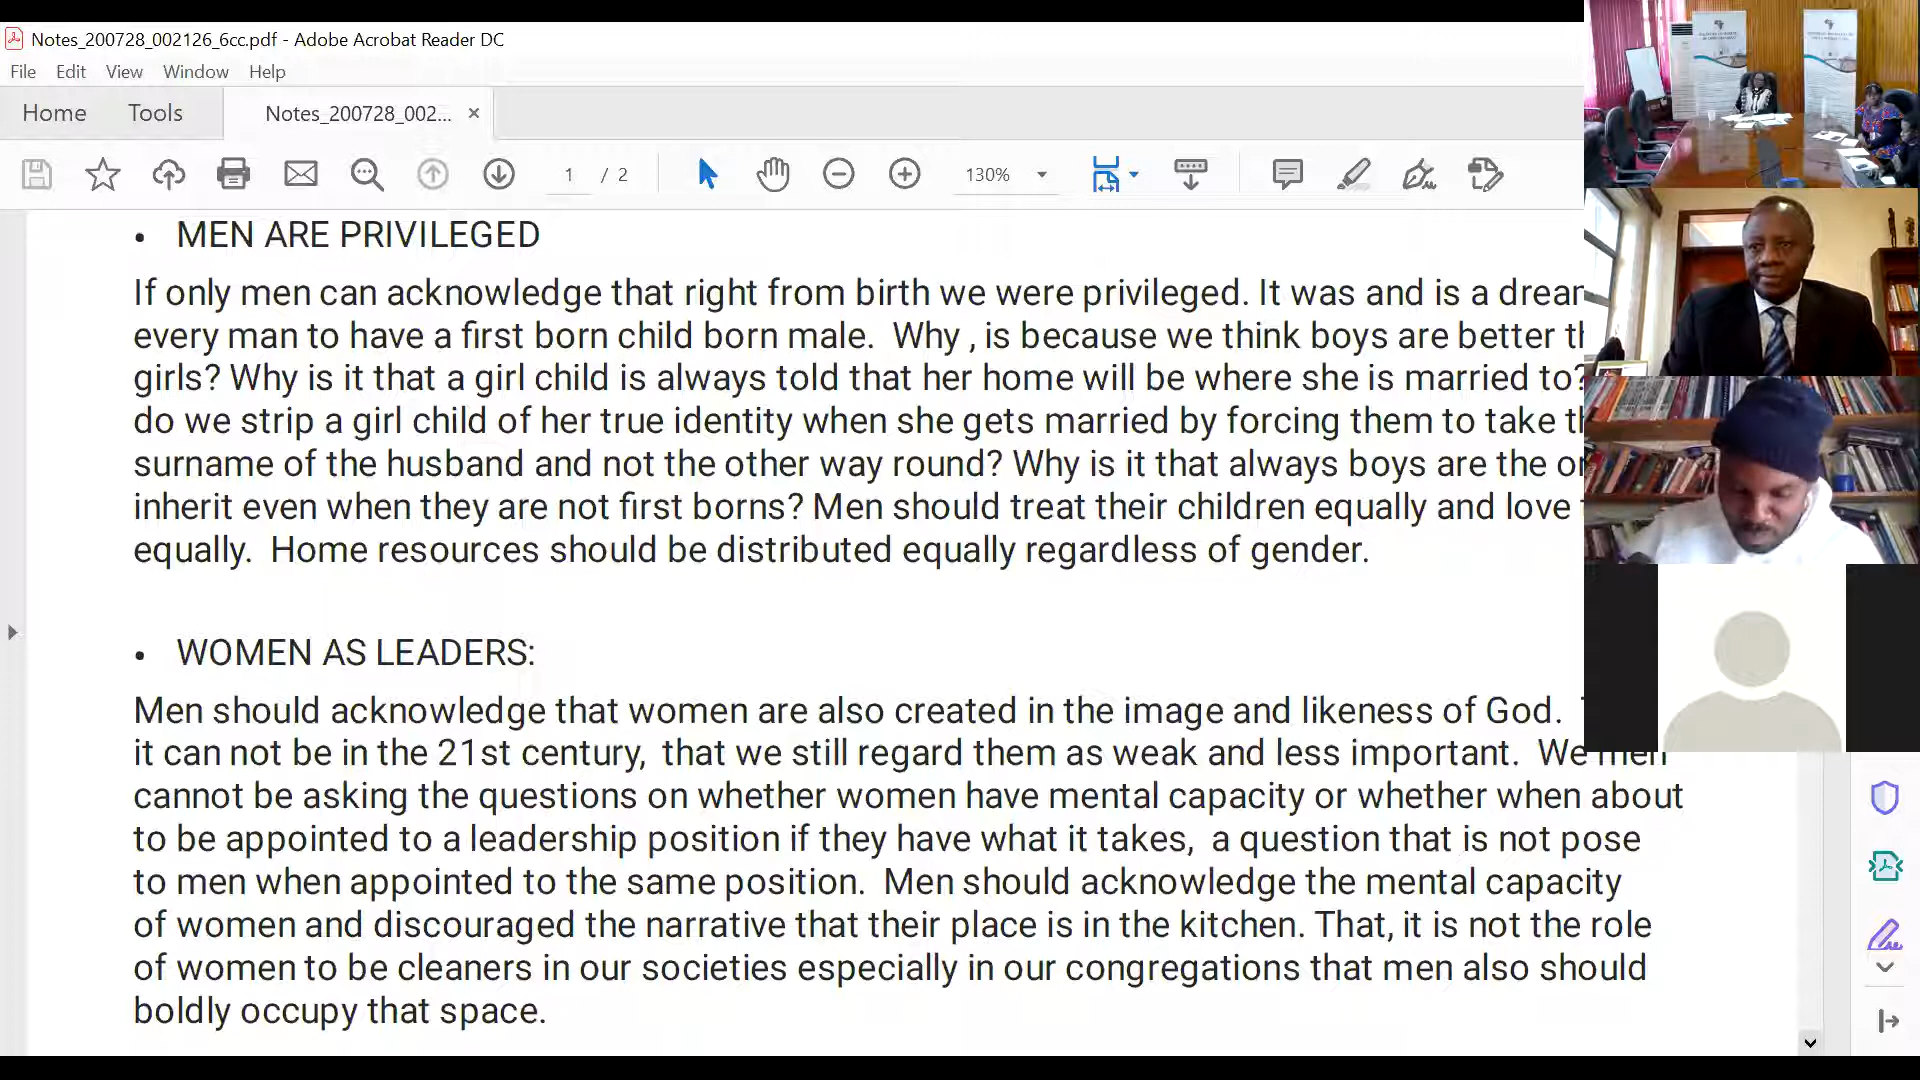 Notes_200728_002126_6cc.pdf - Adobe Acrobat Reader DC
File Edit View Window Help
Home Tools Notes_200728_002... ×
1 / 2 130%
• MEN ARE PRIVILEGED
If only men can acknowledge that right from birth we were privileged. It was and is a
every man to have a first born child born male. Why , is because we think boys are better
girls? Why is it that a girl child is always told that her home will be where she is married to?
do we strip a girl child of her true identity when she gets married by forcing them to take
surname of the husband and not the other way round? Why is it that always boys are the
inherit even when they are not first borns? Men should treat their children equally and love
equally. Home resources should be distributed equally regardless of gender.
• WOMEN AS LEADERS:
Men should acknowledge that women are also created in the image and likeness of God.
it can not be in the 21st century, that we still regard them as weak and less important. We men
cannot be asking the questions on whether women have mental capacity or whether when about
to be appointed to a leadership position if they have what it takes, a question that is not pose
to men when appointed to the same position. Men should acknowledge the mental capacity
of women and discouraged the narrative that their place is in the kitchen. That, it is not the role
of women to be cleaners in our societies especially in our congregations that men also should
boldly occupy that space.